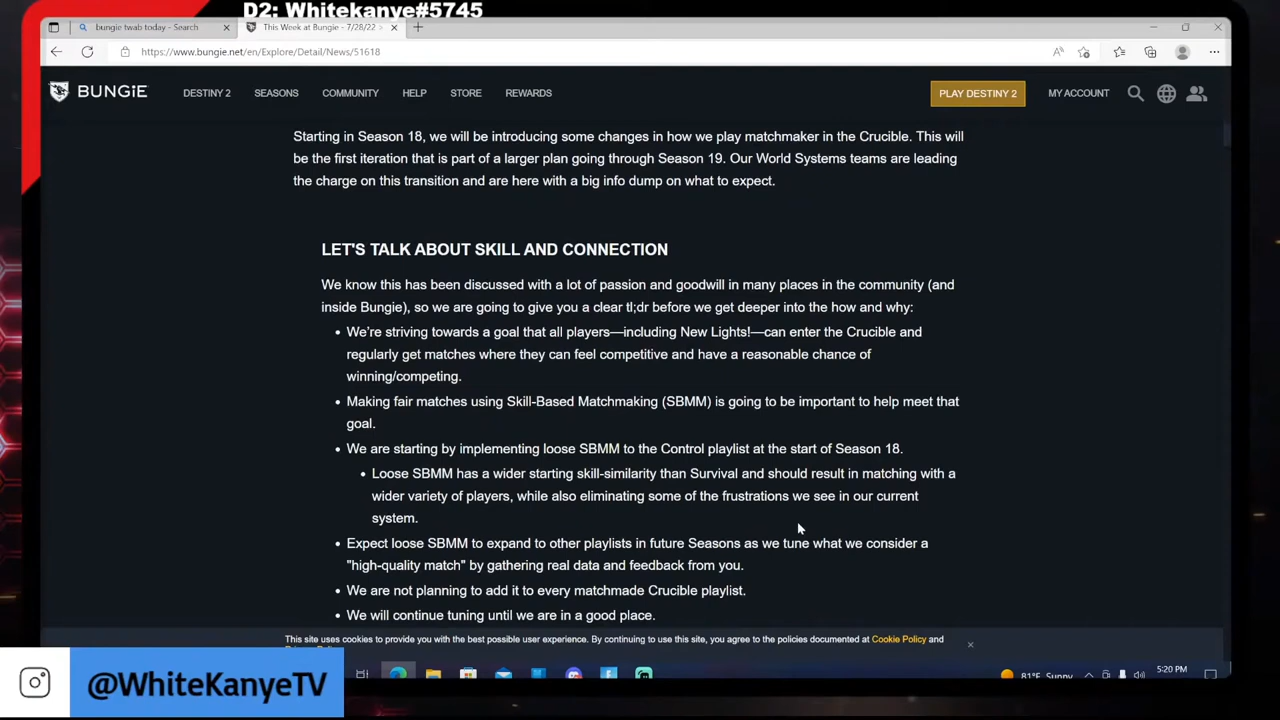 D2: Whitekanye#5745
bungie twab today - Search
This Week at Bungie - 7/28/22 >
https://www.bungie.net/en/Explore/Detail/News/51618
BUNGIE
DESTINY 2
SEASONS
COMMUNITY
HELP
STORE
REWARDS
PLAY DESTINY 2
MY ACCOUNT
Starting in Season 18, we will be introducing some changes in how we play matchmaker in the Crucible. This will
be the first iteration that is part of a larger plan going through Season 19. Our World Systems teams are leading
the charge on this transition and are here with a big info dump on what to expect.
LET'S TALK ABOUT SKILL AND CONNECTION
We know this has been discussed with a lot of passion and goodwill in many places in the community (and
inside Bungie), so we are going to give you a clear tl;dr before we get deeper into the how and why:
• We're striving towards a goal that all players—including New Lights!—can enter the Crucible and
regularly get matches where they can feel competitive and have a reasonable chance of
winning/competing.
• Making fair matches using Skill-Based Matchmaking (SBMM) is going to be important to help meet that
goal.
• We are starting by implementing loose SBMM to the Control playlist at the start of Season 18.
• Loose SBMM has a wider starting skill-similarity than Survival and should result in matching with a
wider variety of players, while also eliminating some of the frustrations we see in our current
system.
• Expect loose SBMM to expand to other playlists in future Seasons as we tune what we consider a
"high-quality match" by gathering real data and feedback from you.
• We are not planning to add it to every matchmade Crucible playlist.
• We will continue tuning until we are in a good place.
This site uses cookies to provide you with the best possible user experience. By continuing to use this site, you agree to the policies documented at Cookie Policy and
81°F Sunny
5:20 PM
@WhiteKanyeTV